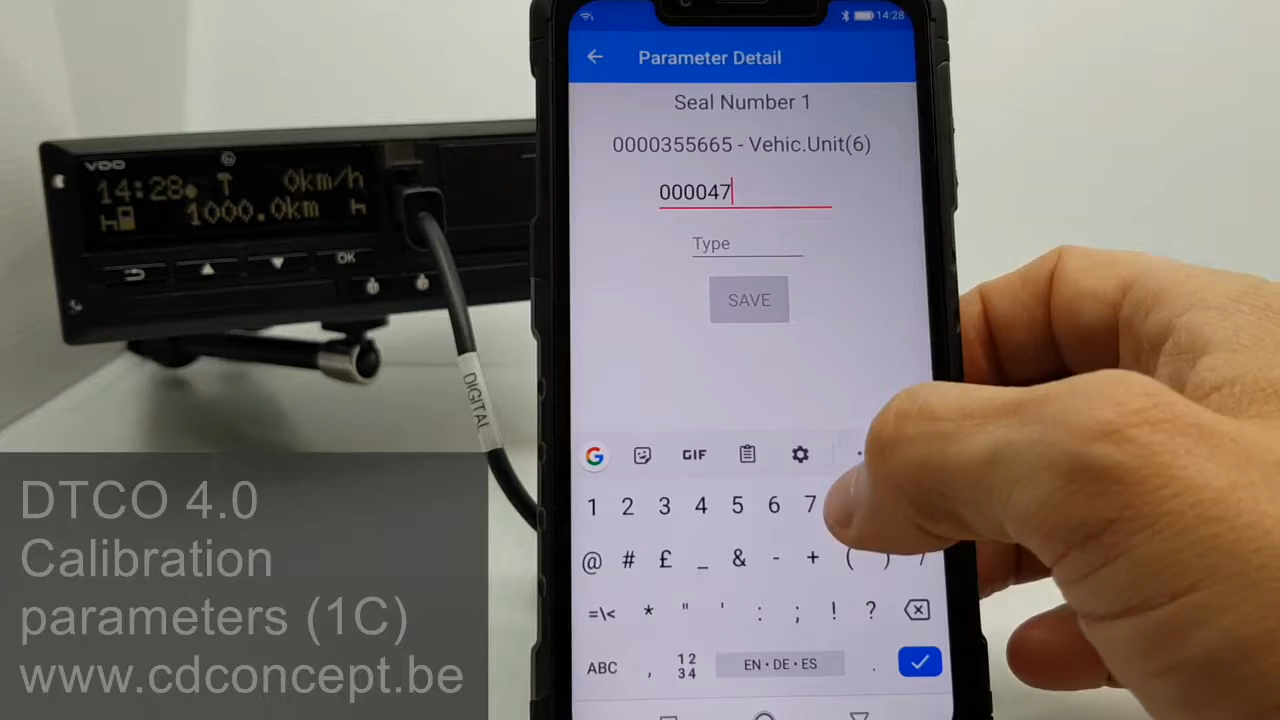 14:28
Parameter Detail
Seal Number 1
0000355665 - Vehic.Unit(6)
000047
Type
SAVE
GIF
1 2 3 4 5 6 7
@ # £ _ & - + ( ) /
=\< * " ' : ; ! ?
ABC , 12 34 EN • DE • ES .
VDO
14:28 0km/h
h 1000.0km h
OK
DIGITAL
DTCO 4.0
Calibration
parameters (1C)
www.cdconcept.be